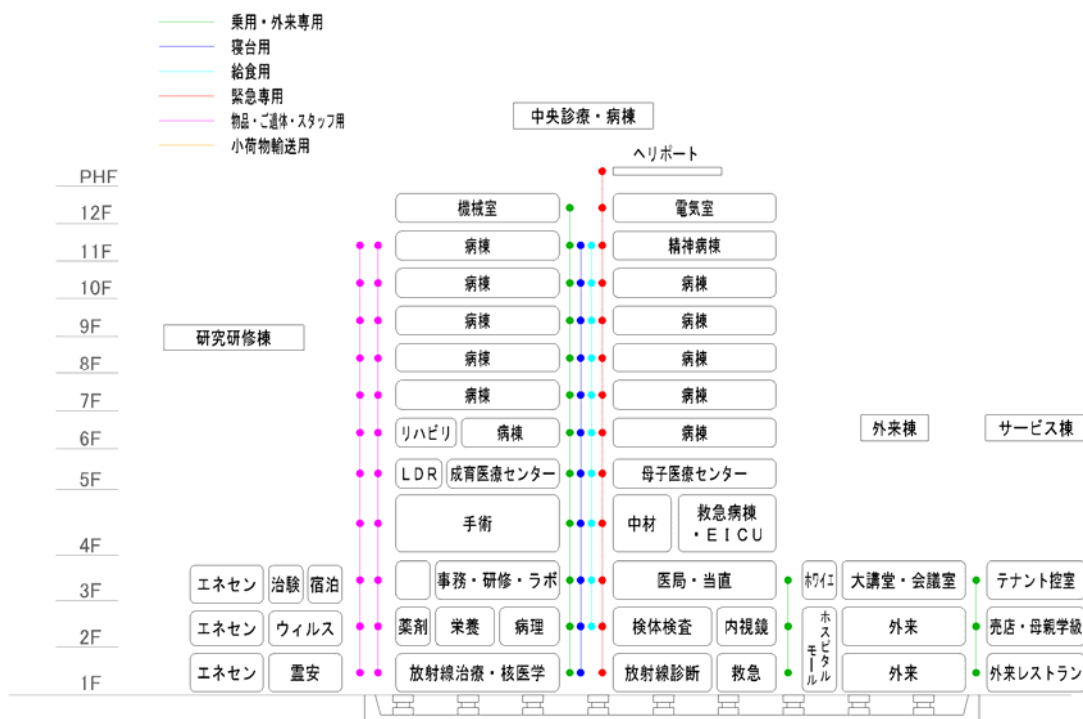 乗用・外来専用
寝台用
給食用
緊急専用
物品・ご遺体・スタッフ用
小荷物輸送用
中央診療・病棟
ヘリポート
PHF
12F 機械室 電気室
11F 病棟 精神病棟
10F 病棟 病棟
9F 病棟 病棟
研究研修棟
8F 病棟 病棟
7F 病棟 病棟
外来棟 サービス棟
6F リハビリ 病棟 病棟
5F LDR 成育医療センター 母子医療センター
4F 手術 中材 救急病棟
・EICU
3F エネセン 治験 宿泊 事務・研修・ラボ 医局・当直 ホワイエ 大講堂・会議室 テナント控室
2F エネセン ウィルス 薬剤 栄養 病理 検体検査 内視鏡 ホスピタル 外来 売店・母親学級
モール
1F エネセン 霊安 放射線治療・核医学 放射線診断 救急 外来 外来レストラン